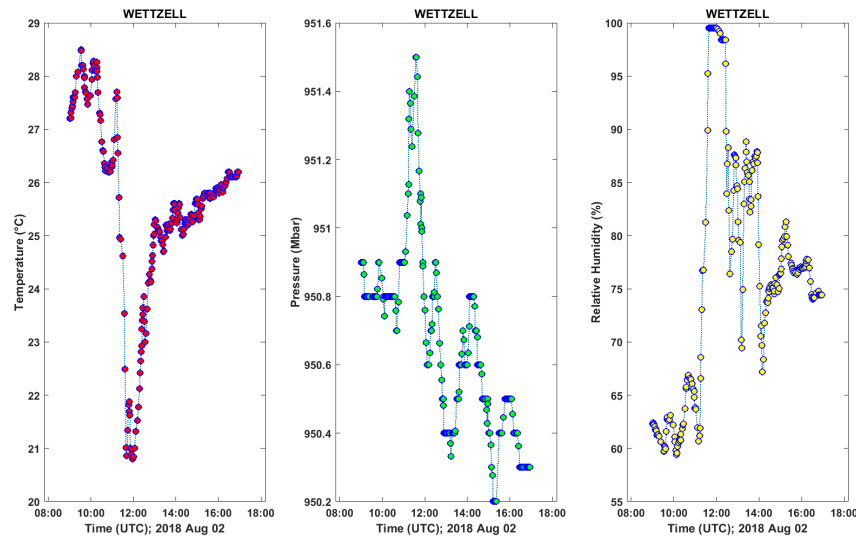 WETTZELL
29
28
27
26
25
24
23
22
21
20
Temperature (°C)
08:00 10:00 12:00 14:00 16:00 18:00
Time (UTC); 2018 Aug 02
WETTZELL
951.6
951.4
951.2
951
950.8
950.6
950.4
950.2
Pressure (Mbar)
08:00 10:00 12:00 14:00 16:00 18:00
Time (UTC); 2018 Aug 02
WETTZELL
100
95
90
85
80
75
70
65
60
55
Relative Humidity (%)
08:00 10:00 12:00 14:00 16:00 18:00
Time (UTC); 2018 Aug 02